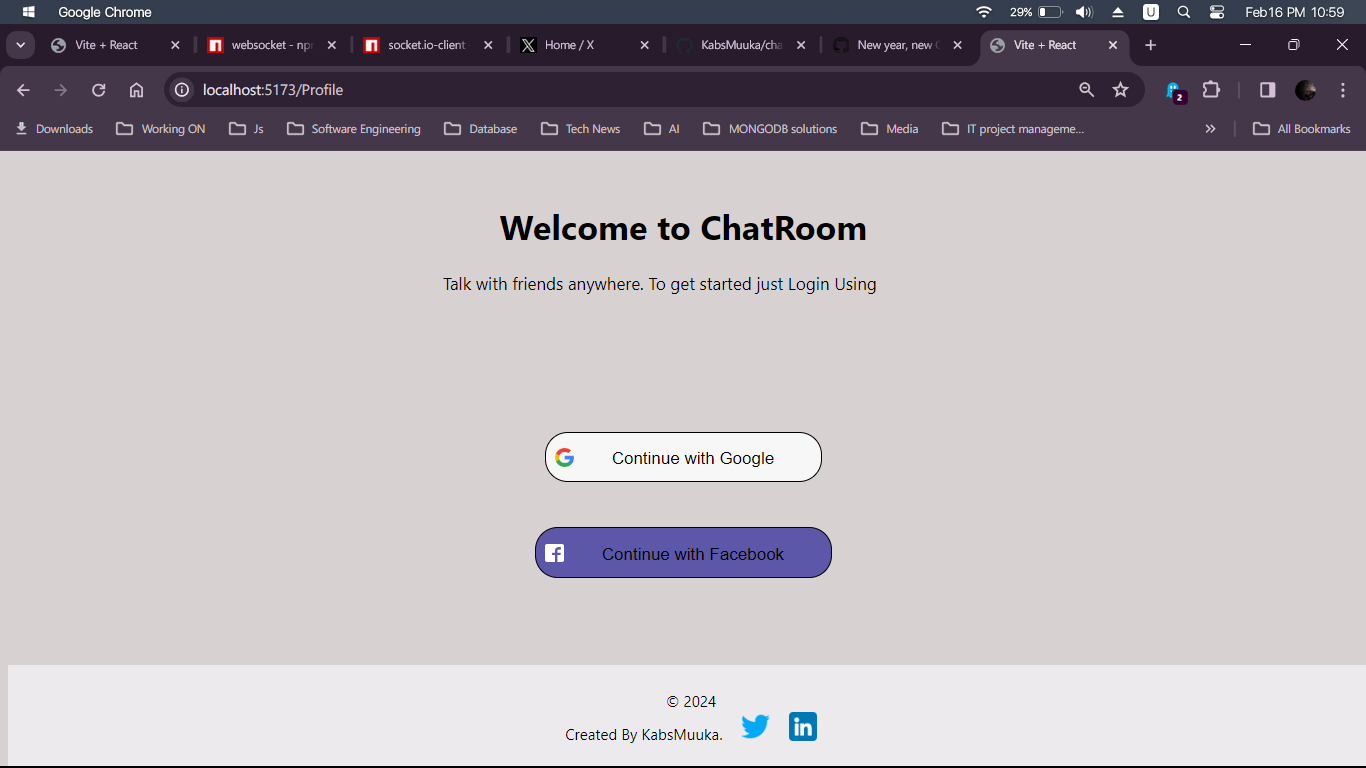 Google Chrome
29%
U
Feb16 PM 10:59
Vite + React
websocket - npr
socket.io-client
Home / X
KabsMuuka/cha
New year, new
Vite + React
localhost:5173/Profile
2
Downloads
Working ON
Js
Software Engineering
Database
Tech News
AI
MONGODB solutions
Media
IT project manageme...
All Bookmarks
Welcome to ChatRoom
Talk with friends anywhere. To get started just Login Using
Continue with Google
Continue with Facebook
© 2024
Created By KabsMuuka.
in